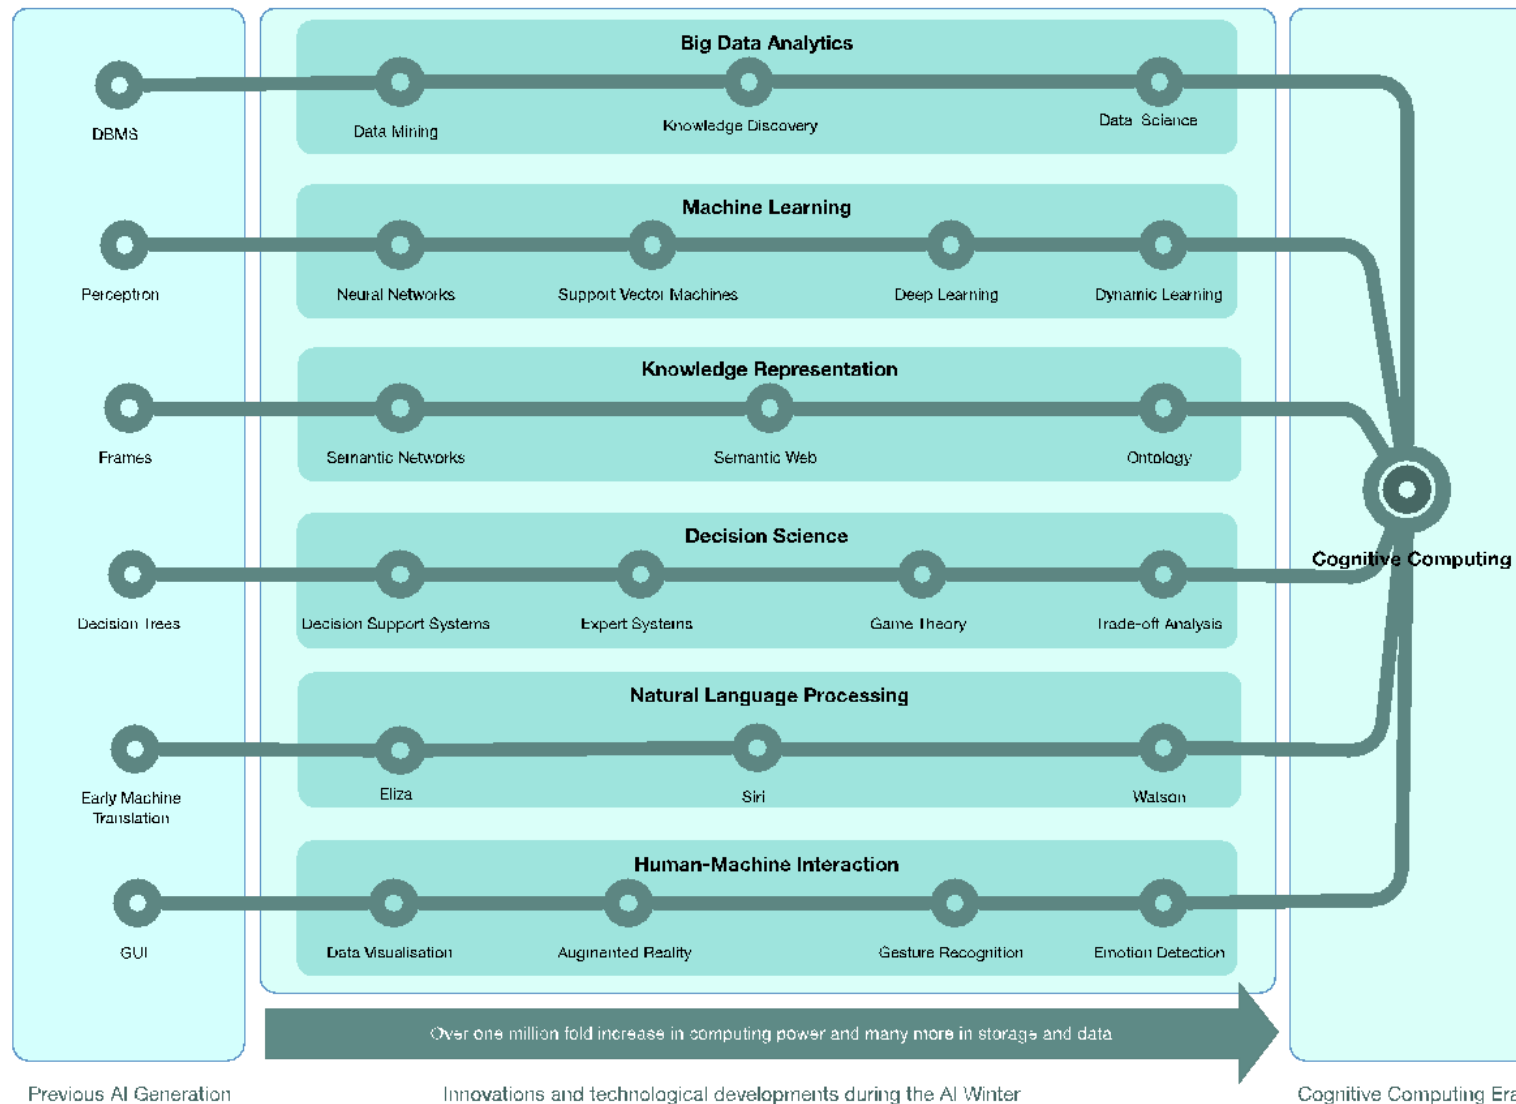 Big Data Analytics
DBMS
Data Mining
Knowledge Discovery
Data Science
Machine Learning
Perceptron
Neural Networks
Support Vector Machines
Deep Learning
Dynamic Learning
Knowledge Representation
Frames
Semantic Networks
Semantic Web
Ontology
Decision Science
Cognitive Computing
Decision Trees
Decision Support Systems
Expert Systems
Game Theory
Trade-off Analysis
Natural Language Processing
Early Machine
Translation
Eliza
Siri
Watson
Human-Machine Interaction
GUI
Data Visualisation
Augmented Reality
Gesture Recognition
Emotion Detection
Over one million fold increase in computing power and many more in storage and data
Previous AI Generation
Innovations and technological developments during the AI Winter
Cognitive Computing Era